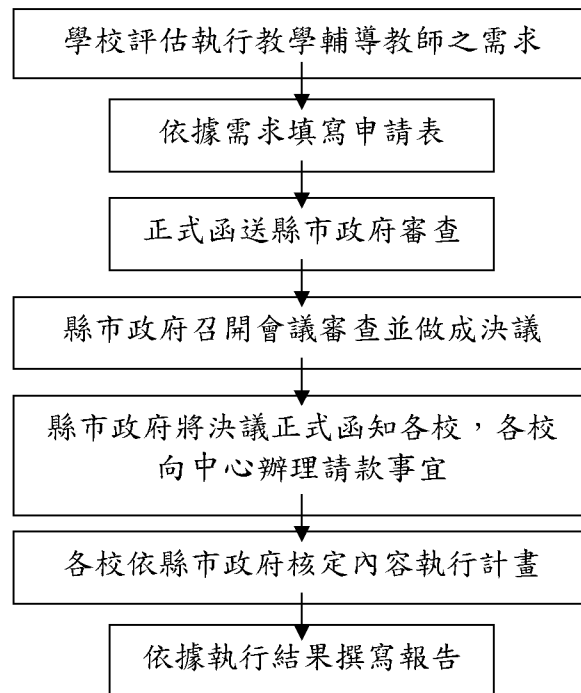 學校評估執行教學輔導教師之需求
依據需求填寫申請表
正式函送縣市政府審查
縣市政府召開會議審查並做成決議
縣市政府將決議正式函知各校，各校
向中心辦理請款事宜
各校依縣市政府核定內容執行計畫
依據執行結果撰寫報告